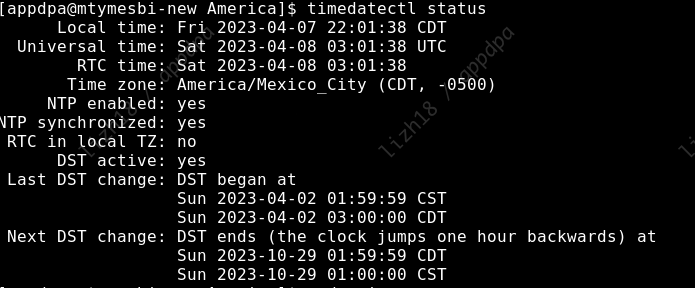 [appdpa@mtymesbi-new America]$ timedatectl status
Local time: Fri 2023-04-07 22:01:38 CDT
Universal time: Sat 2023-04-08 03:01:38 UTC
RTC time: Sat 2023-04-08 03:01:38
Time zone: America/Mexico_City (CDT, -0500)
NTP enabled: yes
NTP synchronized: yes
RTC in local TZ: no
DST active: yes
Last DST change: DST began at
Sun 2023-04-02 01:59:59 CST
Sun 2023-04-02 03:00:00 CDT
Next DST change: DST ends (the clock jumps one hour backwards) at
Sun 2023-10-29 01:59:59 CDT
Sun 2023-10-29 01:00:00 CST
lizh18 / appdpa
lizh18 / appdpa